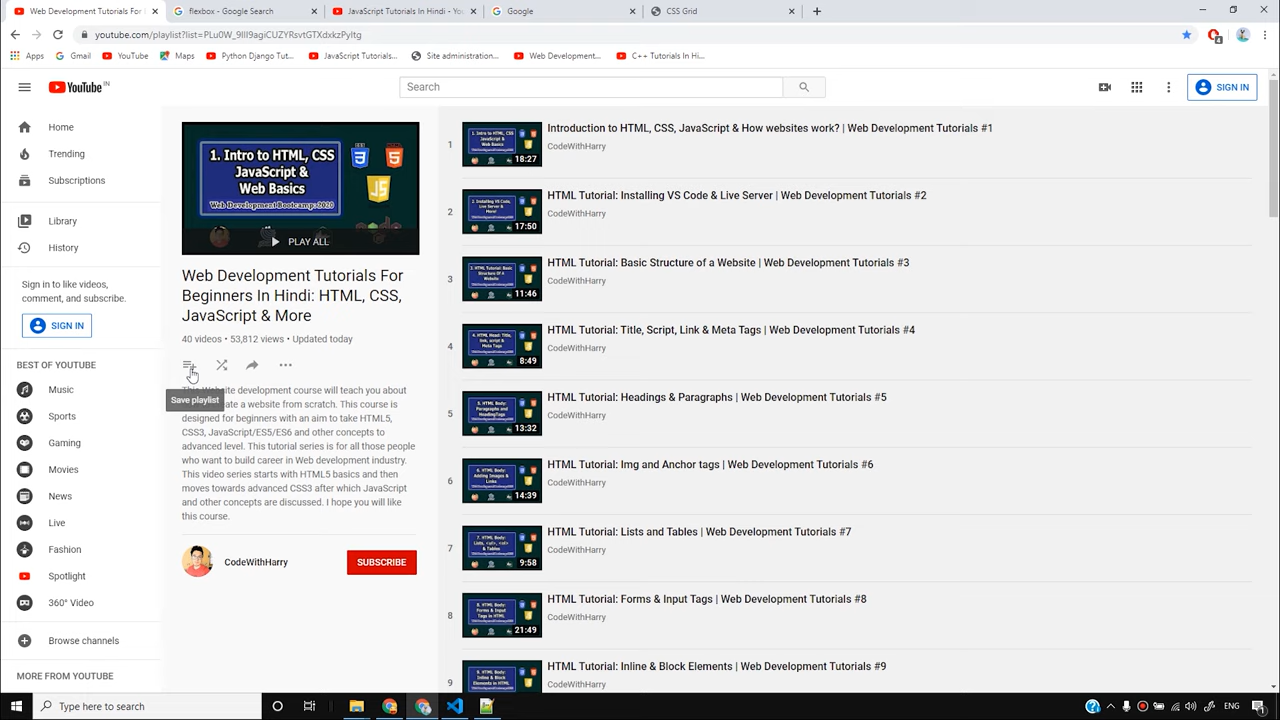 Web Development Tutorials For
flexbox - Google Search
JavaScript Tutorials In Hindi - You
Google
CSS Grid
youtube.com/playlist?list=PLu0W_9lII9agiCUZYRsvtGTXdxkzPyItg
Apps
Gmail
YouTube
Maps
Python Django Tut...
JavaScript Tutorials...
Site administration...
Web Development...
C++ Tutorials In Hi...
YouTube IN
Search
SIGN IN
Home
Trending
Subscriptions
Library
History
Sign in to like videos,
comment, and subscribe.
SIGN IN
BEST OF YOUTUBE
Music
Sports
Gaming
Movies
News
Live
Fashion
Spotlight
360° Video
Browse channels
MORE FROM YOUTUBE
1. Intro to HTML, CSS
JavaScript &
Web Basics
Web Development Bootcamp 2020
PLAY ALL
Web Development Tutorials For
Beginners In Hindi: HTML, CSS,
JavaScript & More
40 videos • 53,812 views • Updated today
Save playlist
This Website development course will teach you about
ate a website from scratch. This course is
designed for beginners with an aim to take HTML5,
CSS3, JavaScript/ES5/ES6 and other concepts to
advanced level. This tutorial series is for all those people
who want to build career in Web development industry.
This video series starts with HTML5 basics and then
moves towards advanced CSS3 after which JavaScript
and other concepts are discussed. I hope you will like
this course.
CodeWithHarry
SUBSCRIBE
1
18:27
Introduction to HTML, CSS, JavaScript & How websites work? | Web Development Tutorials #1
CodeWithHarry
2
17:50
HTML Tutorial: Installing VS Code & Live Server | Web Development Tutorials #2
CodeWithHarry
3
11:46
HTML Tutorial: Basic Structure of a Website | Web Development Tutorials #3
CodeWithHarry
4
8:49
HTML Tutorial: Title, Script, Link & Meta Tags | Web Development Tutorials #4
CodeWithHarry
5
13:32
HTML Tutorial: Headings & Paragraphs | Web Development Tutorials #5
CodeWithHarry
6
14:39
HTML Tutorial: Img and Anchor tags | Web Development Tutorials #6
CodeWithHarry
7
9:58
HTML Tutorial: Lists and Tables | Web Development Tutorials #7
CodeWithHarry
8
21:49
HTML Tutorial: Forms & Input Tags | Web Development Tutorials #8
CodeWithHarry
9
HTML Tutorial: Inline & Block Elements | Web Development Tutorials #9
CodeWithHarry
Type here to search
ENG